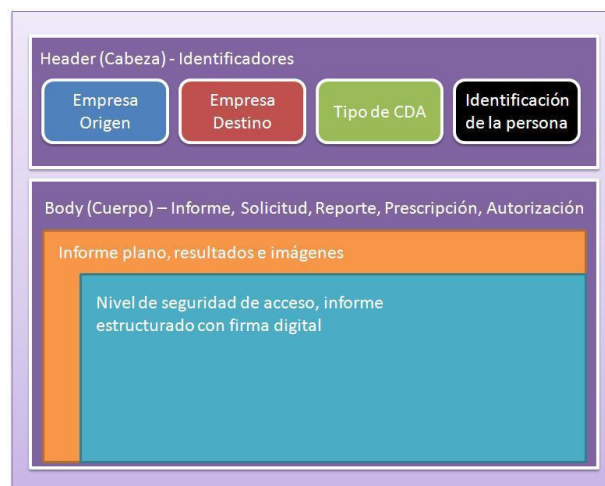 Header (Cabeza) - Identificadores
Empresa
Origen
Empresa
Destino
Tipo de CDA
Identificación
de la persona
Body (Cuerpo) – Informe, Solicitud, Reporte, Prescripción, Autorización
Informe plano, resultados e imágenes
Nivel de seguridad de acceso, informe
estructurado con firma digital